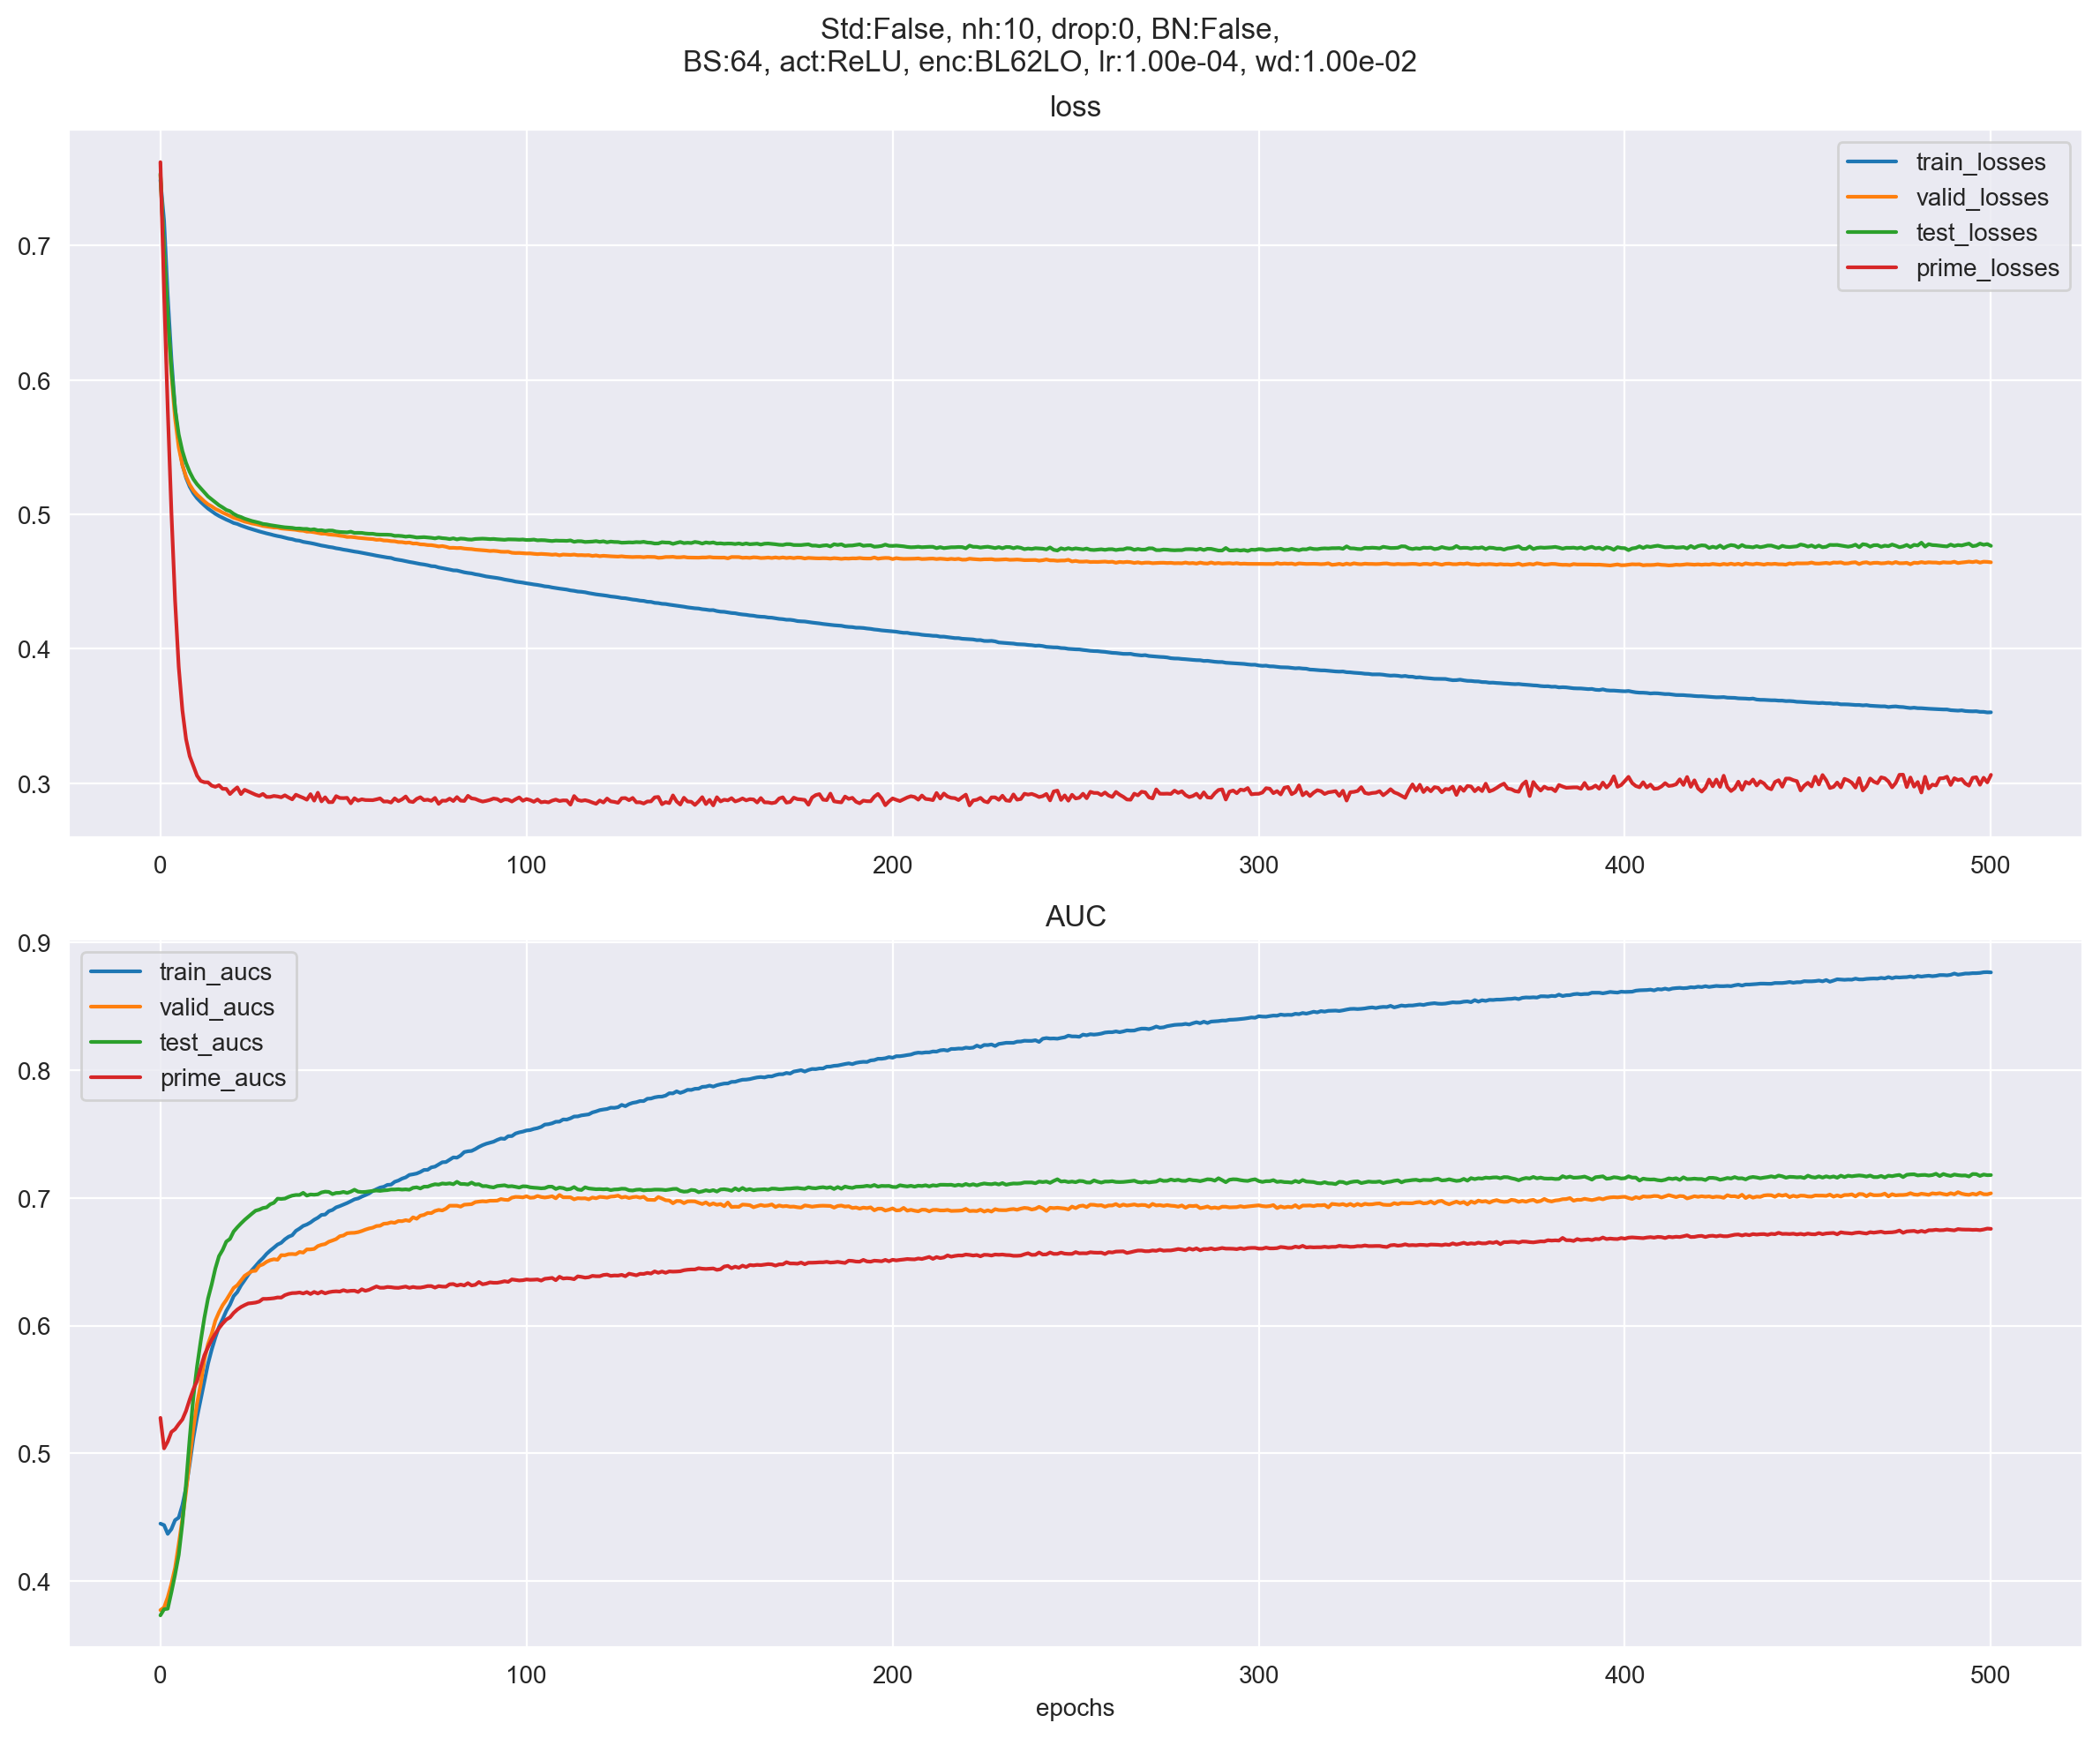 Std:False, nh:10, drop:0, BN:False,
BS:64, act:ReLU, enc:BL62LO, lr:1.00e-04, wd:1.00e-02
loss
train_losses
valid_losses
test_losses
prime_losses
0.7
0.6
0.5
0.4
0.3
0 100 200 300 400 500
AUC
train_aucs
valid_aucs
test_aucs
prime_aucs
0.9
0.8
0.7
0.6
0.5
0.4
0 100 200 300 400 500
epochs